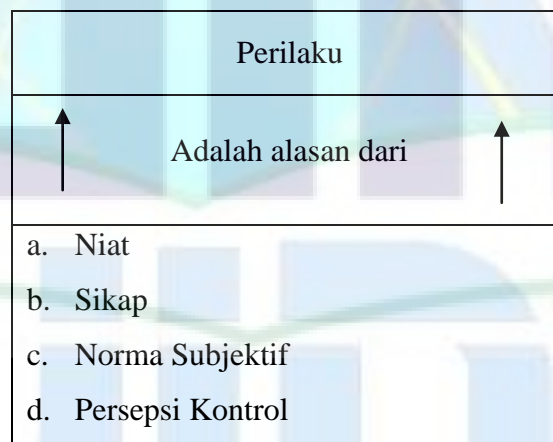 Perilaku
Adalah alasan dari
a. Niat
b. Sikap
c. Norma Subjektif
d. Persepsi Kontrol